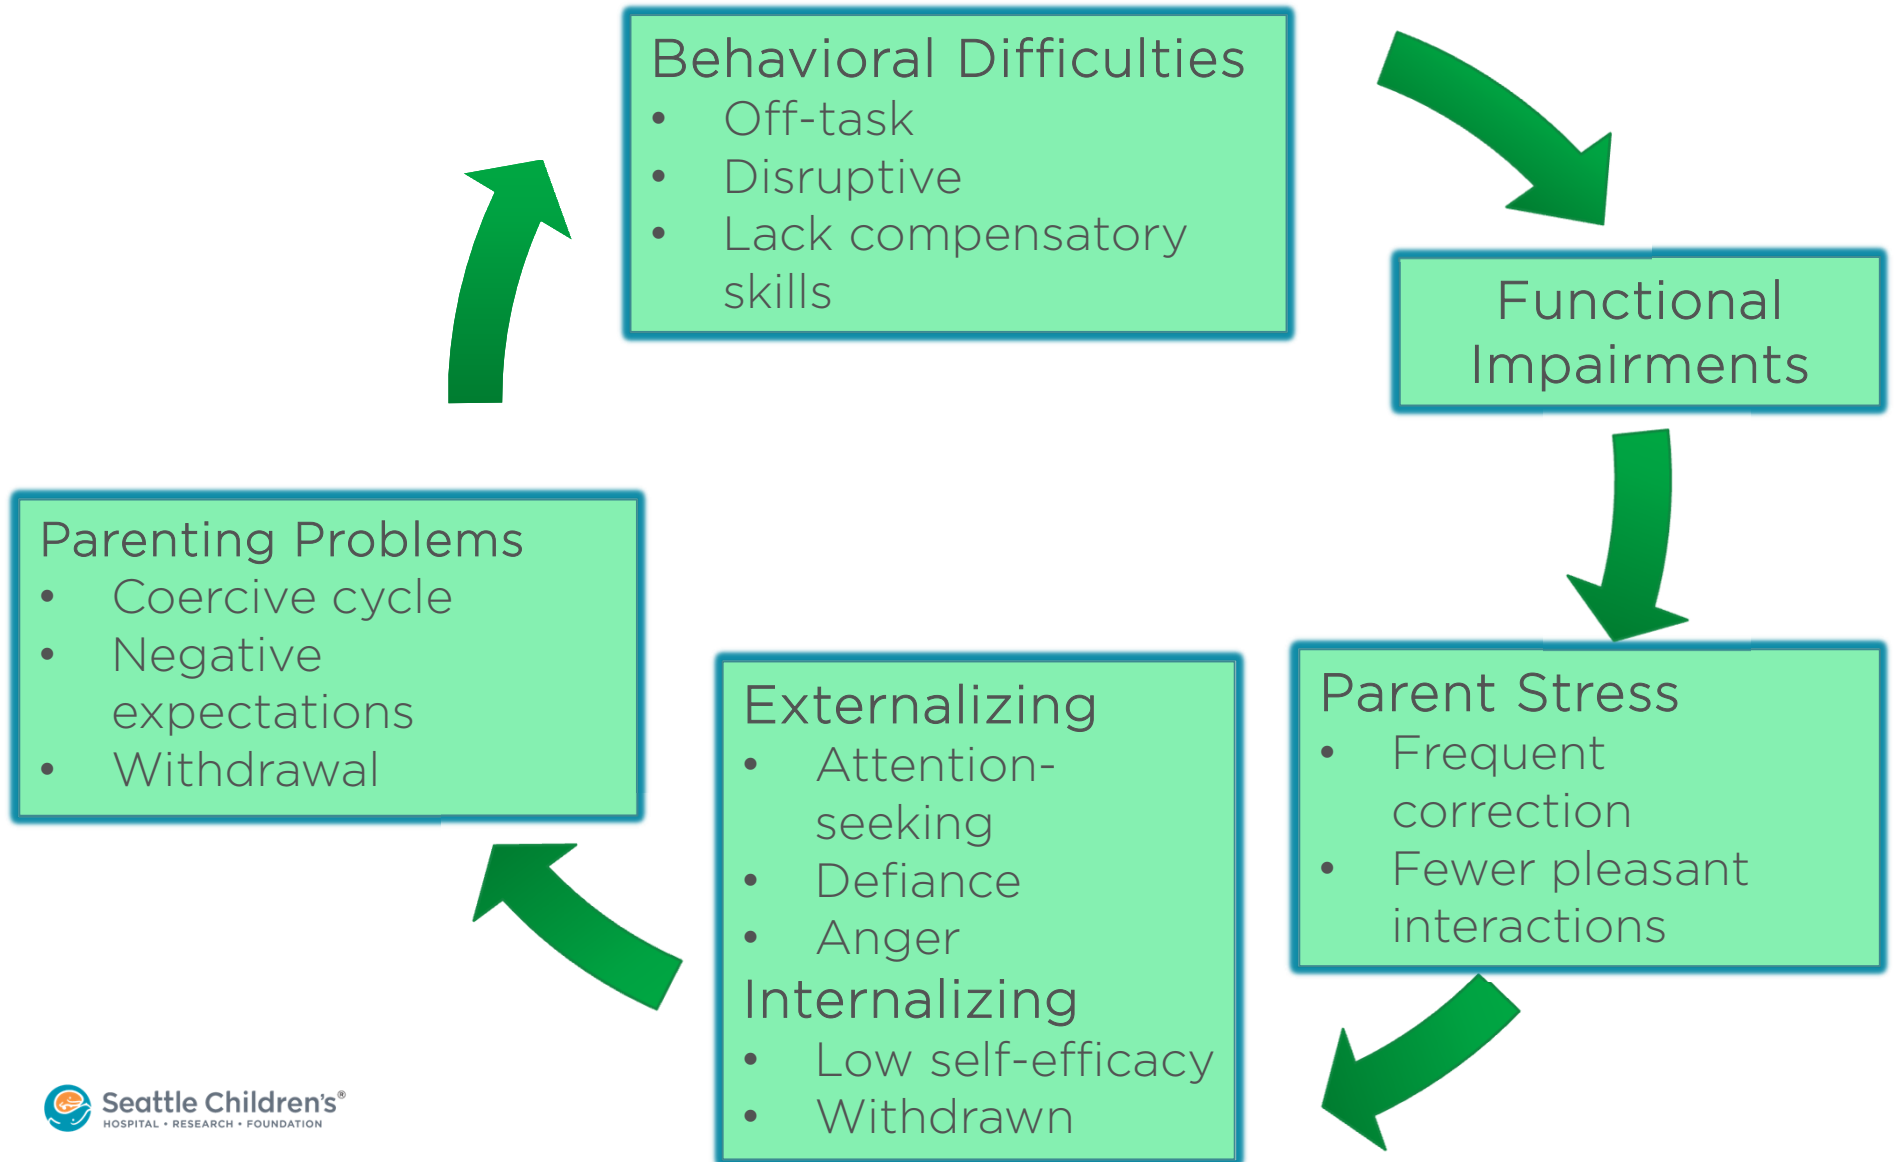 Behavioral Difficulties
• Off-task
• Disruptive
• Lack compensatory
skills
Functional
Impairments
Parent Stress
• Frequent
correction
• Fewer pleasant
interactions
Externalizing
• Attention-
seeking
• Defiance
• Anger
Internalizing
• Low self-efficacy
• Withdrawn
Parenting Problems
• Coercive cycle
• Negative
expectations
• Withdrawal
Seattle Children's®
HOSPITAL • RESEARCH • FOUNDATION